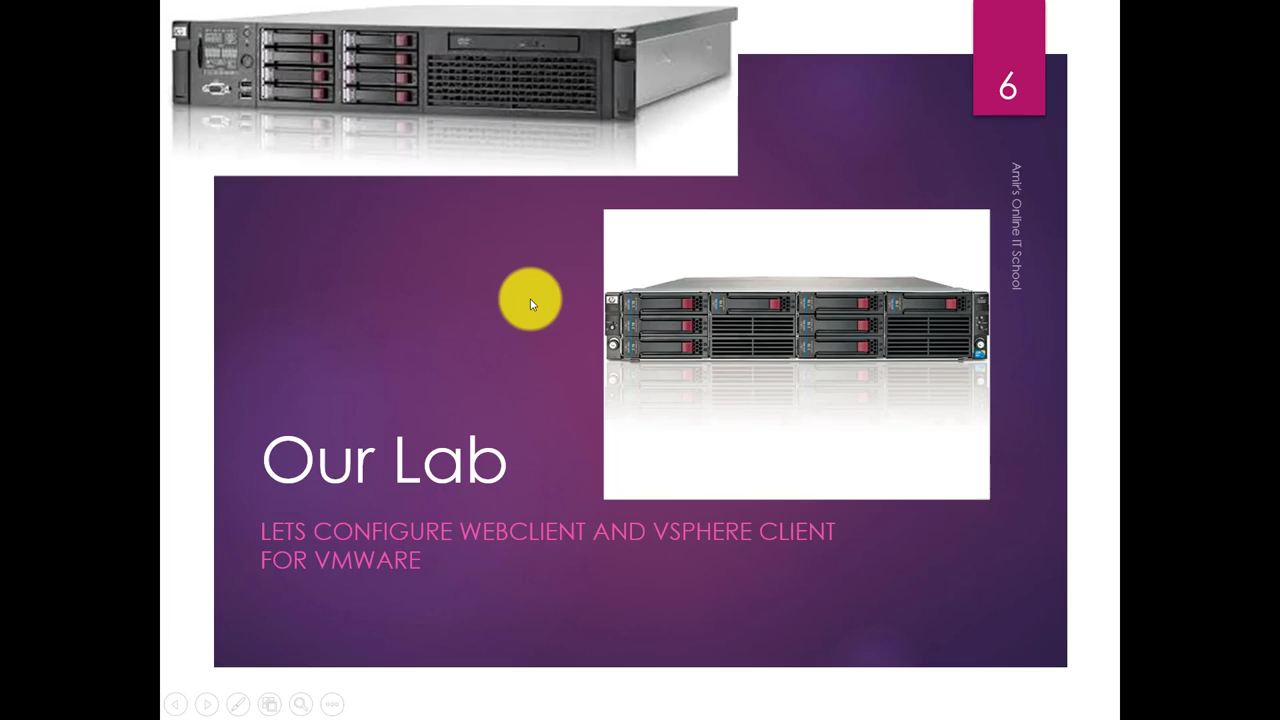 6
Amir's Online IT School
Our Lab
LETS CONFIGURE WEBCLIENT AND VSPHERE CLIENT
FOR VMWARE